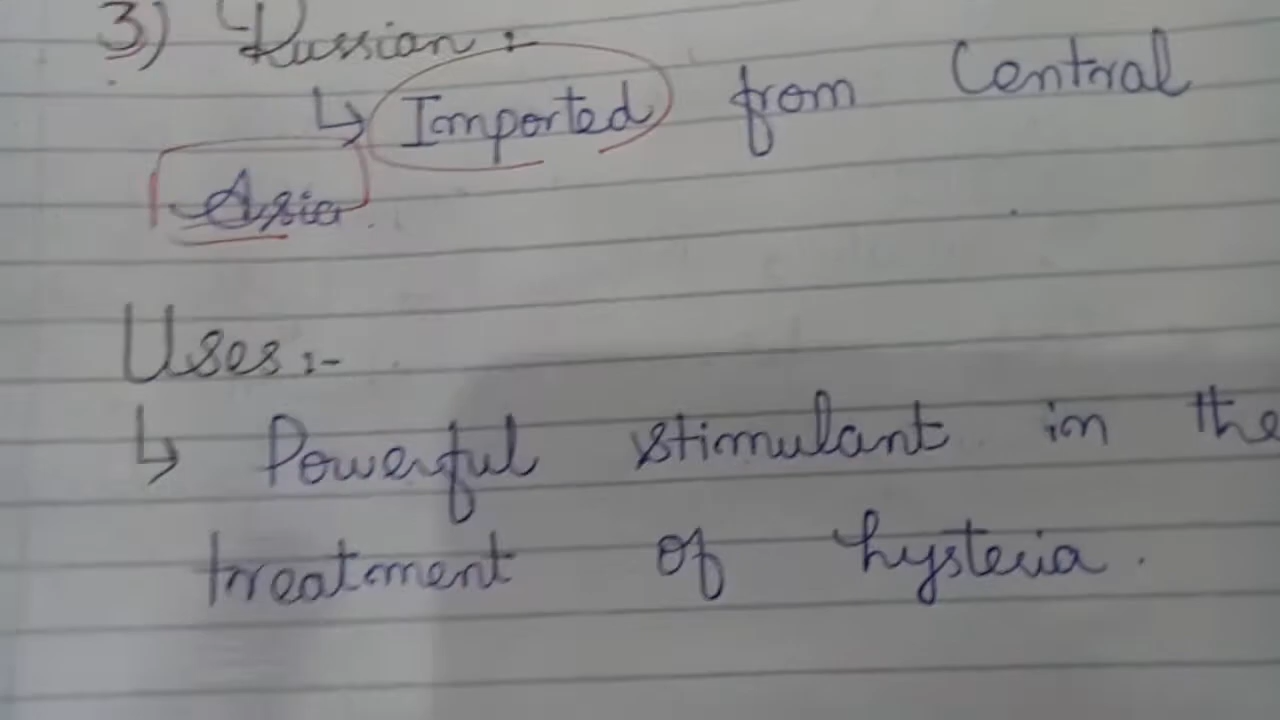 3) Russian :-
↳ Imported from Central
Asia.
Uses :-
↳ Powerful stimulant in the
treatment of hysteria.